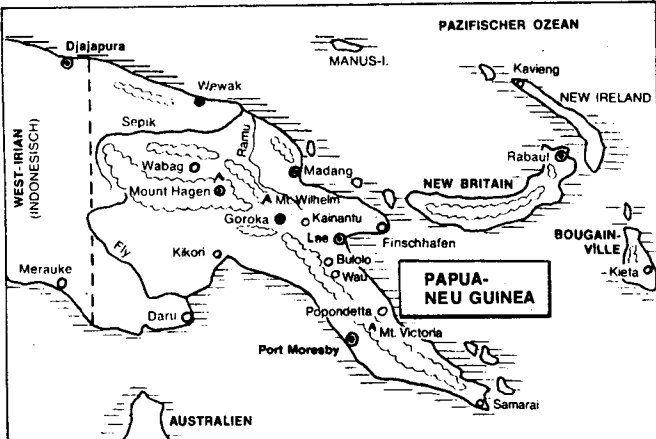 PAZIFISCHER OZEAN
Djajapura
MANUS-I.
Kavieng
Wewak
NEW IRELAND
Sepik
Ramu
Rabaul
WEST-IRIAN
(INDONESISCH)
Wabag
Madang
Mount Hagen
Mt. Wilhelm
NEW BRITAIN
Goroka
Kainantu
Lae
Finschhafen
BOUGAIN-
VILLE
Fly
Kikori
Bulolo
Wau
Kieta
Merauke
PAPUA-
NEU GUINEA
Daru
Popondetta
Mt. Victoria
Port Moresby
Samarai
AUSTRALIEN